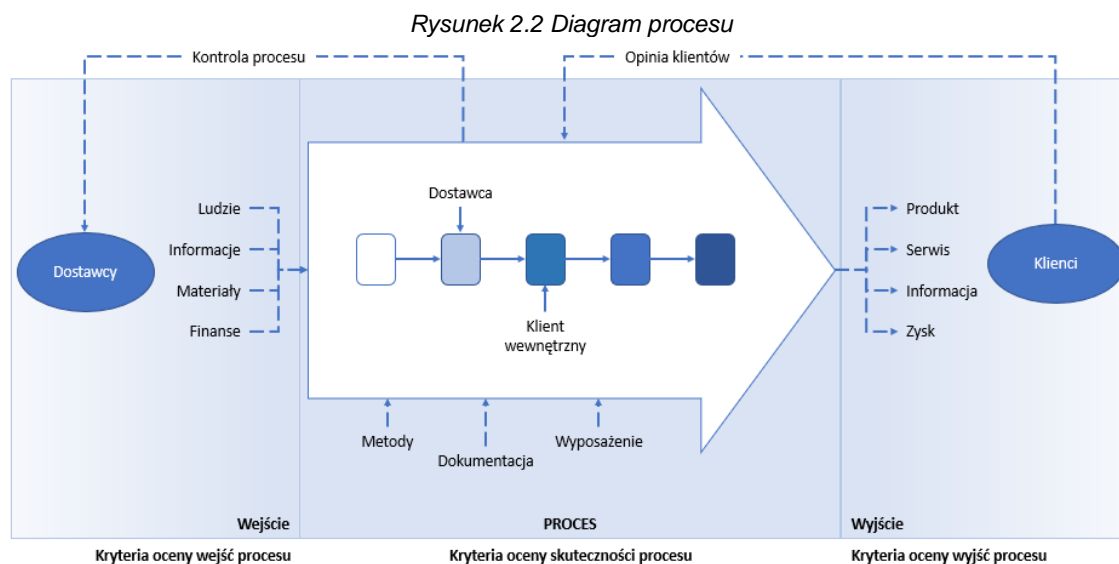 Rysunek 2.2 Diagram procesu
Kontrola procesu
Opinia klientów
Dostawcy
Ludzie
Informacje
Materiały
Finanse
Dostawca
Klient
wewnętrzny
Metody
Dokumentacja
Wyposażenie
Produkt
Serwis
Informacja
Zysk
Klienci
Wejście
PROCES
Wyjście
Kryteria oceny wejść procesu
Kryteria oceny skuteczności procesu
Kryteria oceny wyjść procesu